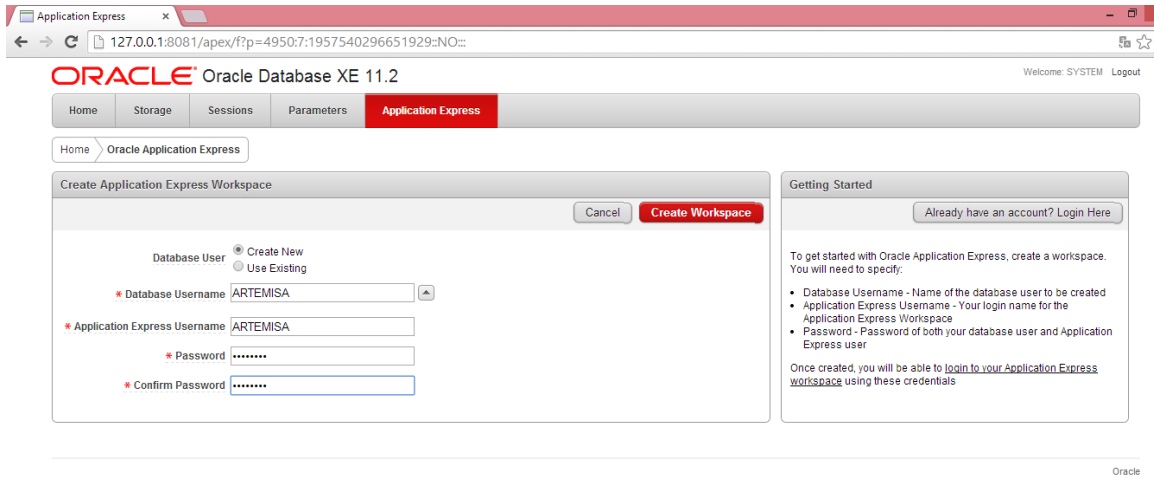 Application Express
127.0.0.1:8081/apex/f?p=4950:7:1957540296651929::NO:::
ORACLE Oracle Database XE 11.2
Welcome: SYSTEM Logout
Home Storage Sessions Parameters Application Express
Home Oracle Application Express
Create Application Express Workspace
Cancel Create Workspace
Database User
Create New
Use Existing
* Database Username ARTEMISA
* Application Express Username ARTEMISA
* Password ••••••••
* Confirm Password ••••••••
Getting Started
Already have an account? Login Here
To get started with Oracle Application Express, create a workspace.
You will need to specify:
• Database Username - Name of the database user to be created
• Application Express Username - Your login name for the
Application Express Workspace
• Password - Password of both your database user and Application
Express user
Once created, you will be able to login to your Application Express
workspace using these credentials
Oracle